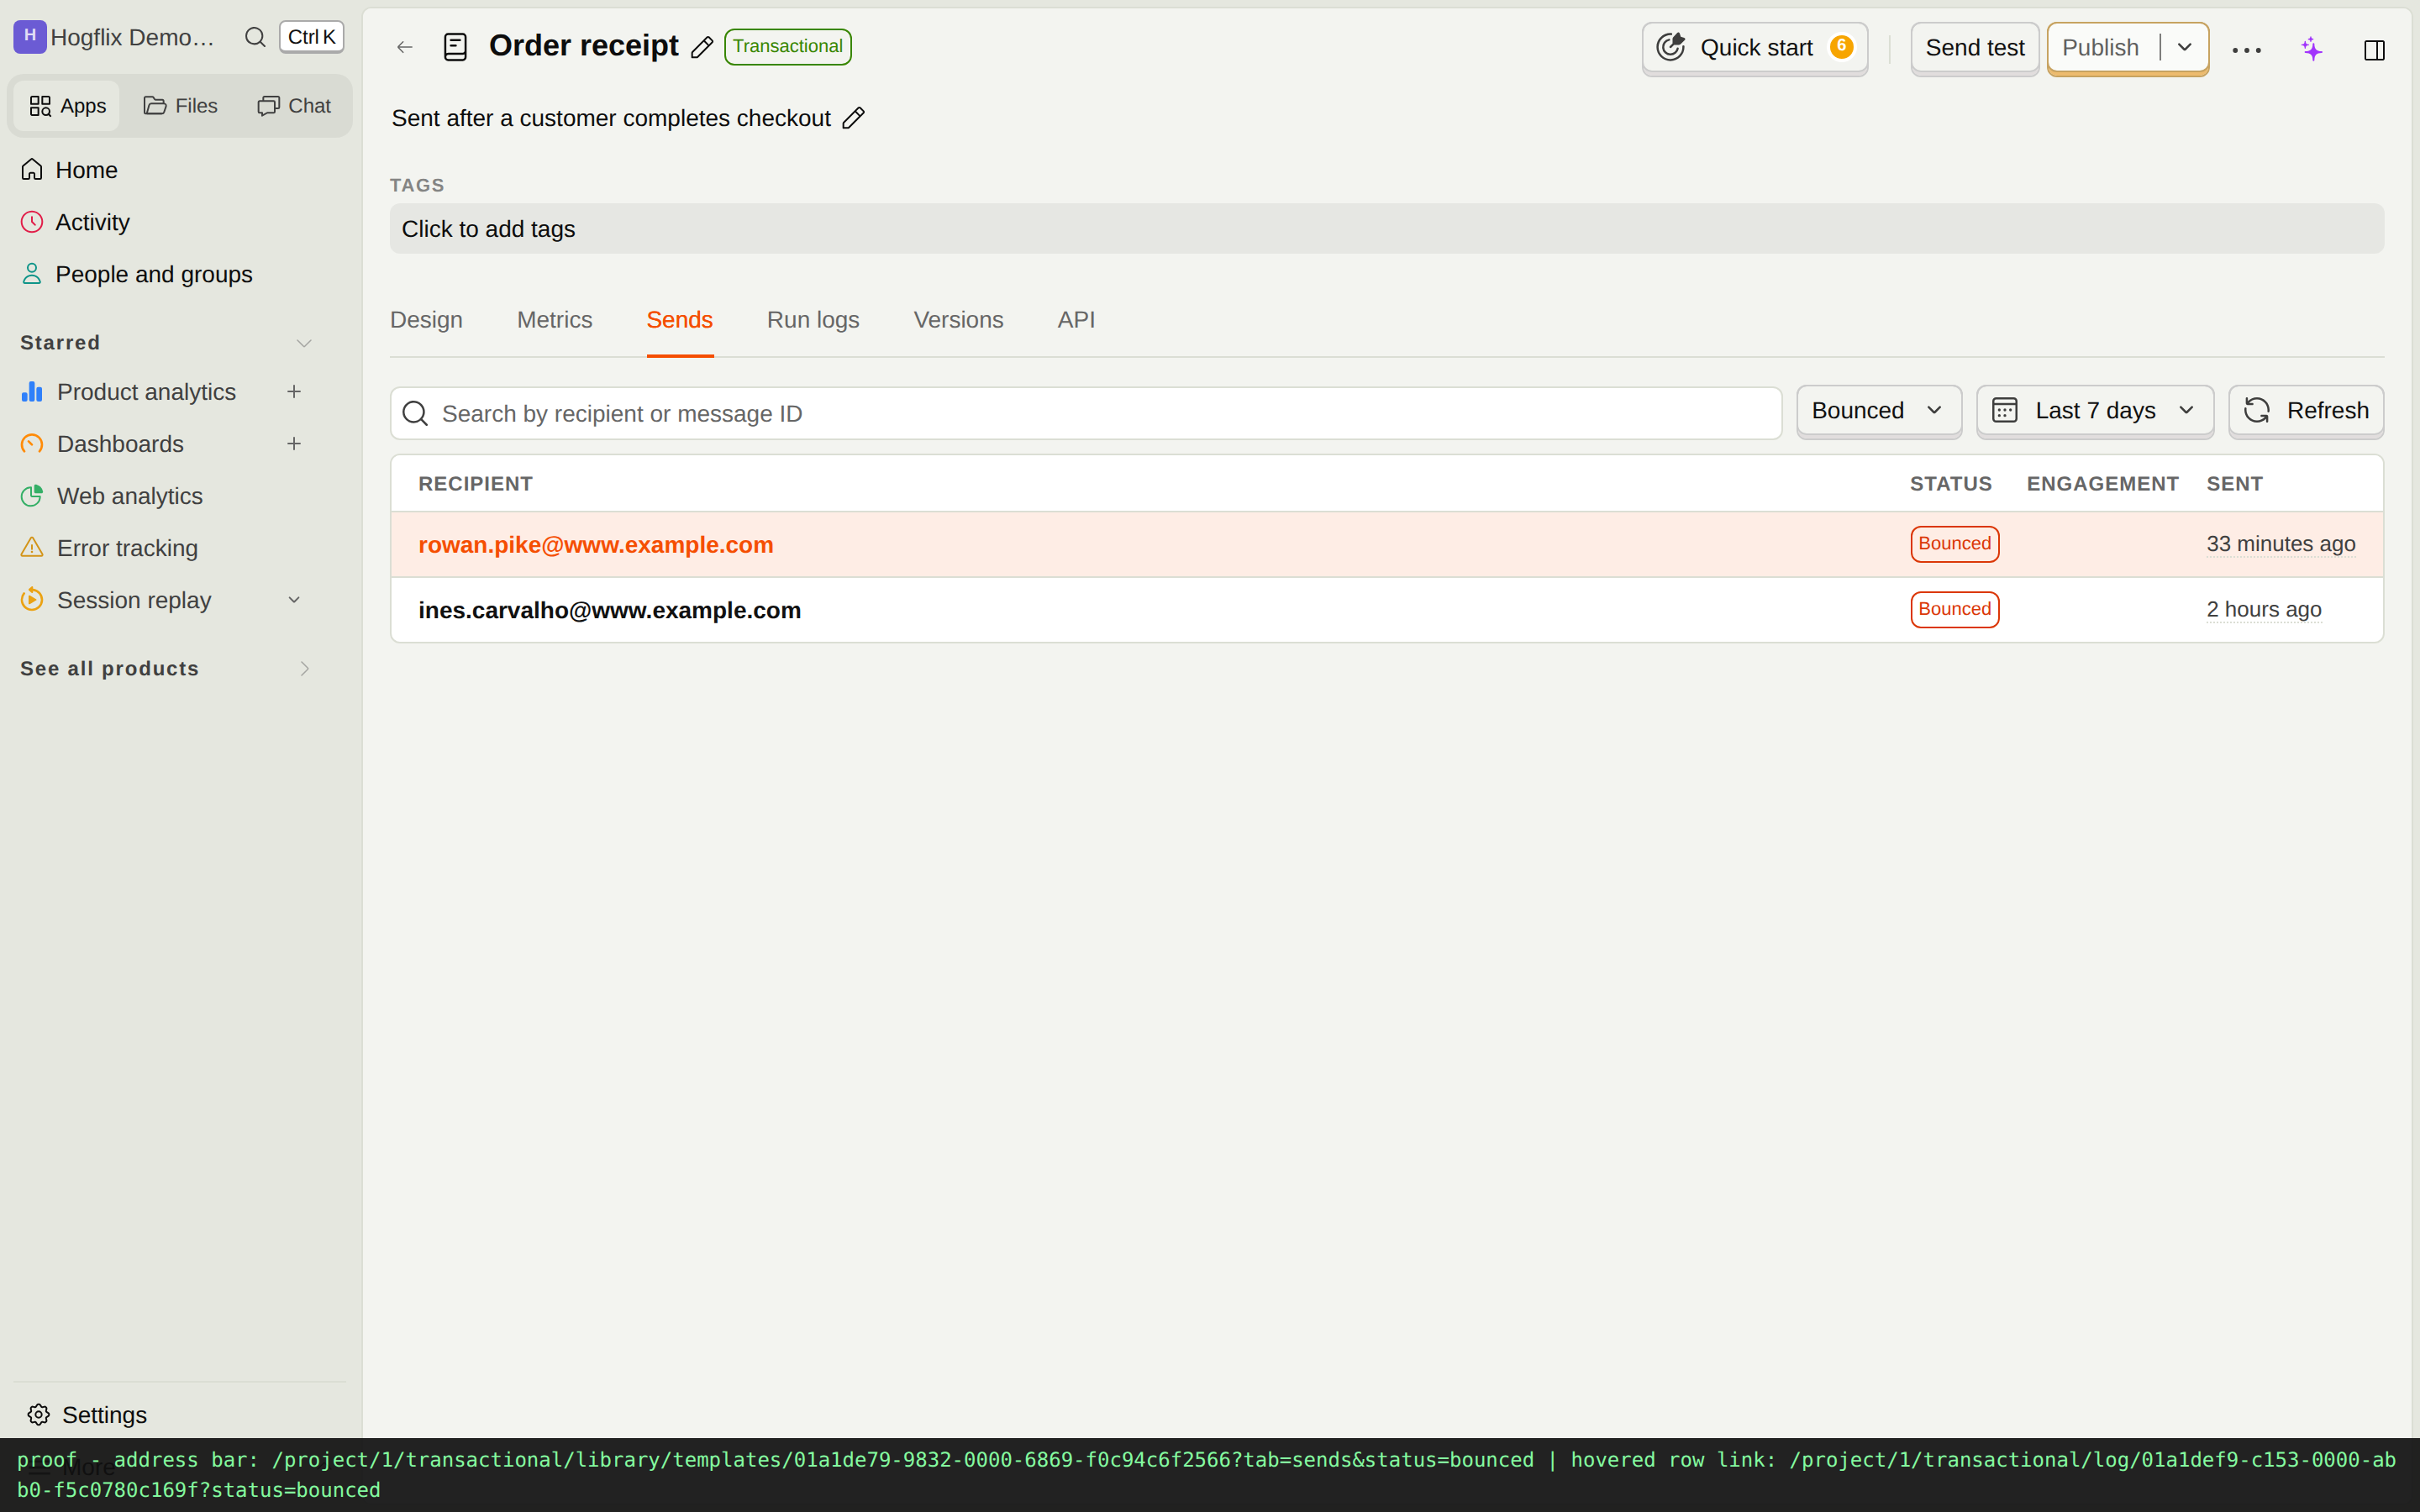 H Hogflix Demo… Ctrl K
Apps Files Chat
Home
Activity
People and groups
Starred
Product analytics
Dashboards
Web analytics
Error tracking
Session replay
See all products
Settings
More
Order receipt Transactional
Quick start 6 Send test Publish
Sent after a customer completes checkout
TAGS
Click to add tags
Design Metrics Sends Run logs Versions API
Search by recipient or message ID Bounced Last 7 days Refresh
RECIPIENT STATUS ENGAGEMENT SENT
rowan.pike@www.example.com Bounced 33 minutes ago
ines.carvalho@www.example.com Bounced 2 hours ago
proof - address bar: /project/1/transactional/library/templates/01a1de79-9832-0000-6869-f0c94c6f2566?tab=sends&status=bounced | hovered row link: /project/1/transactional/log/01a1def9-c153-0000-ab
b0-f5c0780c169f?status=bounced